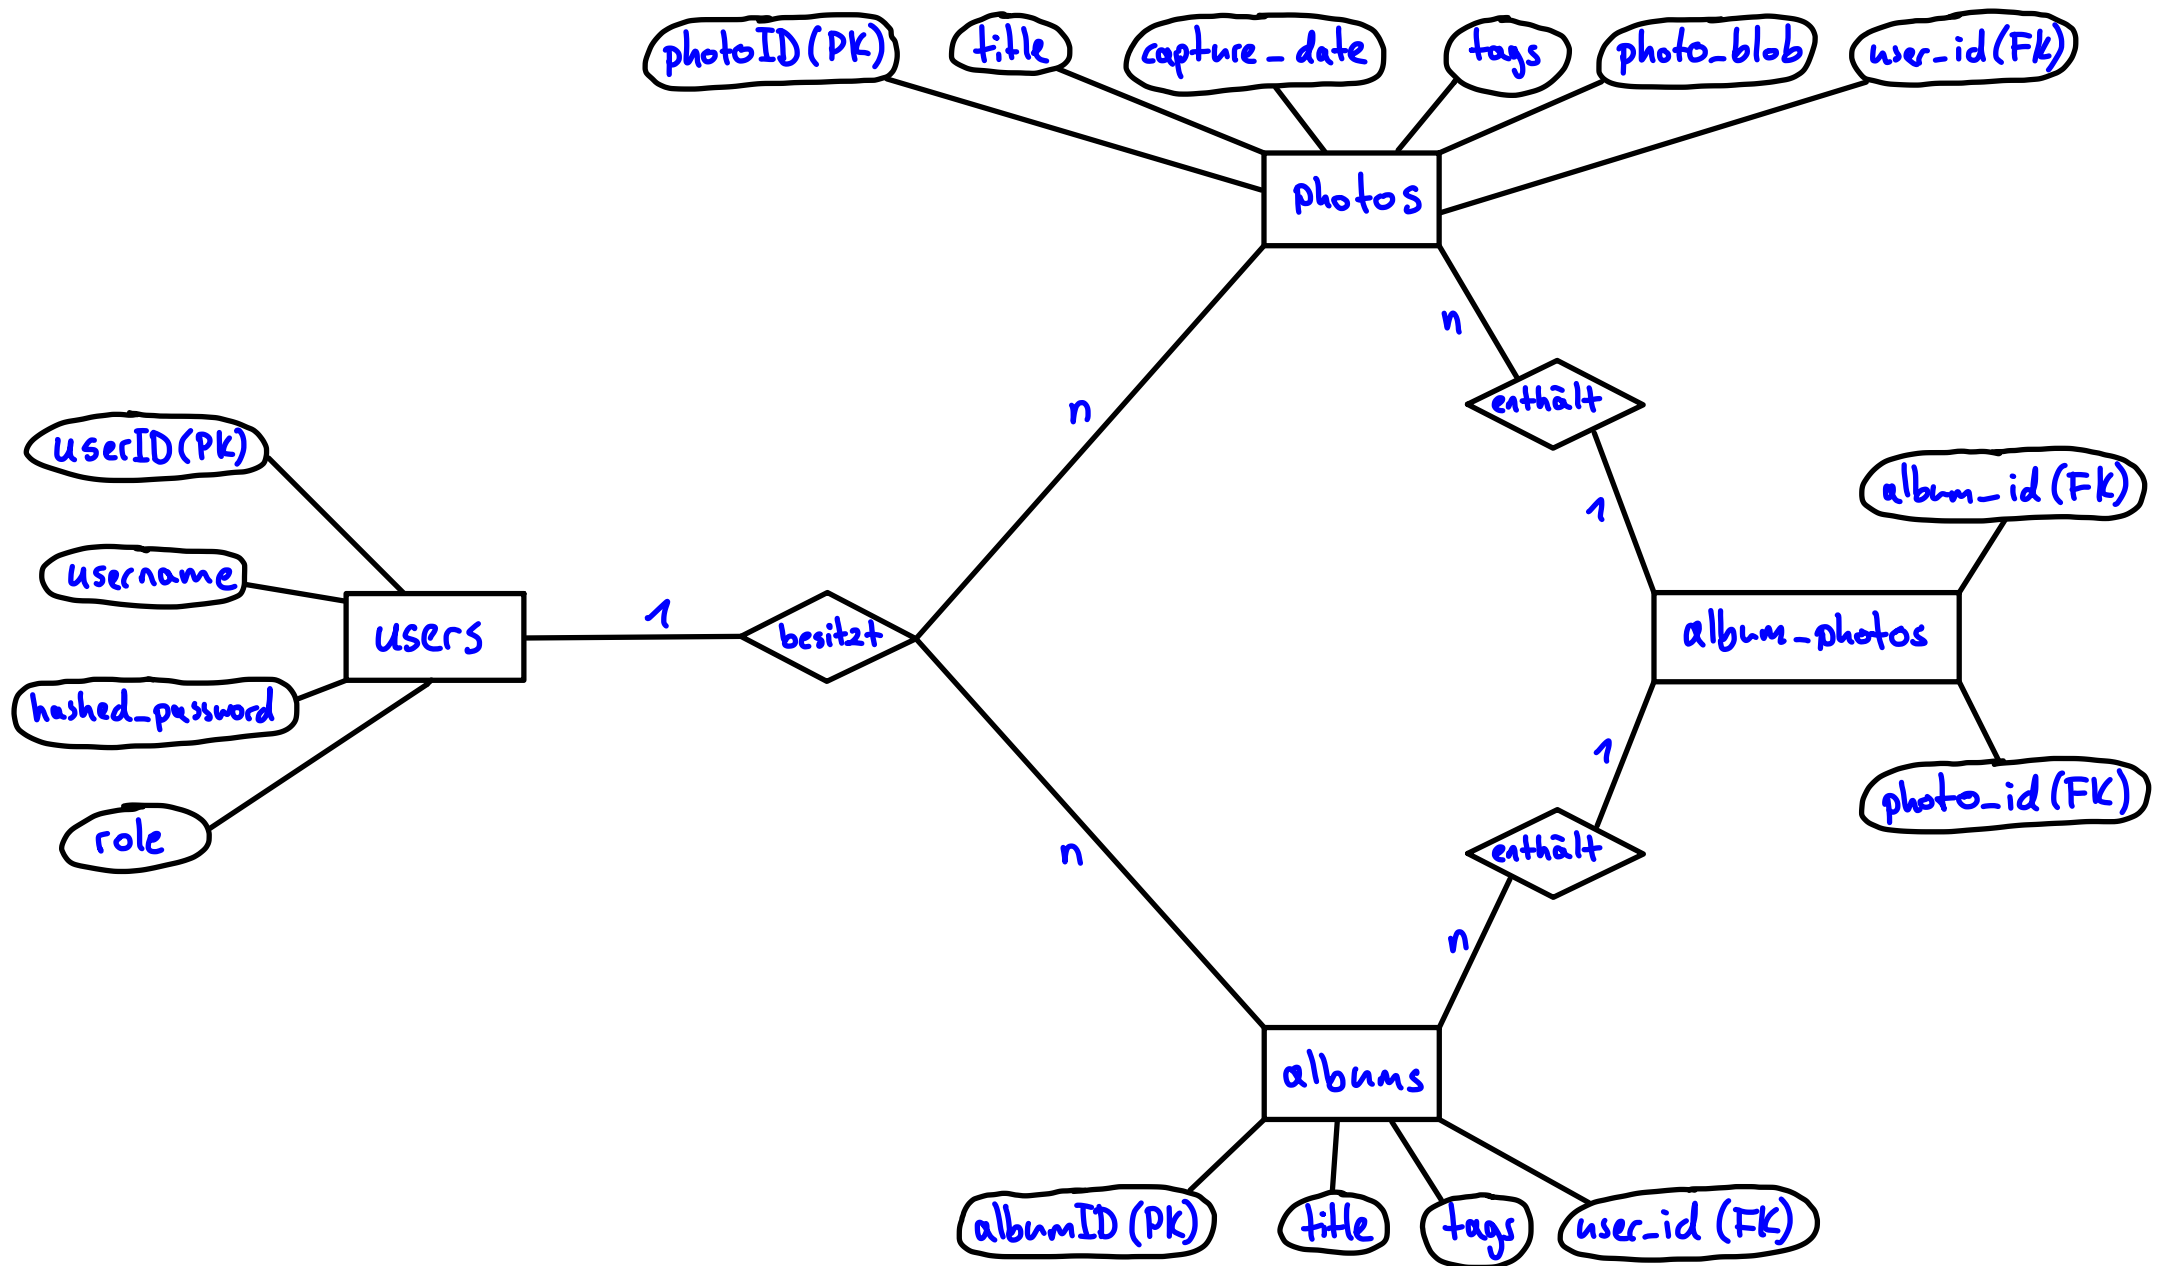 photoID(PK)
title
capture_date
tags
photo_blob
user_id(FK)
photos
n
enthält
1
n
userID(PK)
username
users
hashed_password
role
1
besitzt
album_id(FK)
album_photos
photo_id(FK)
1
enthält
n
n
albums
albumID(PK)
title
tags
user_id(FK)